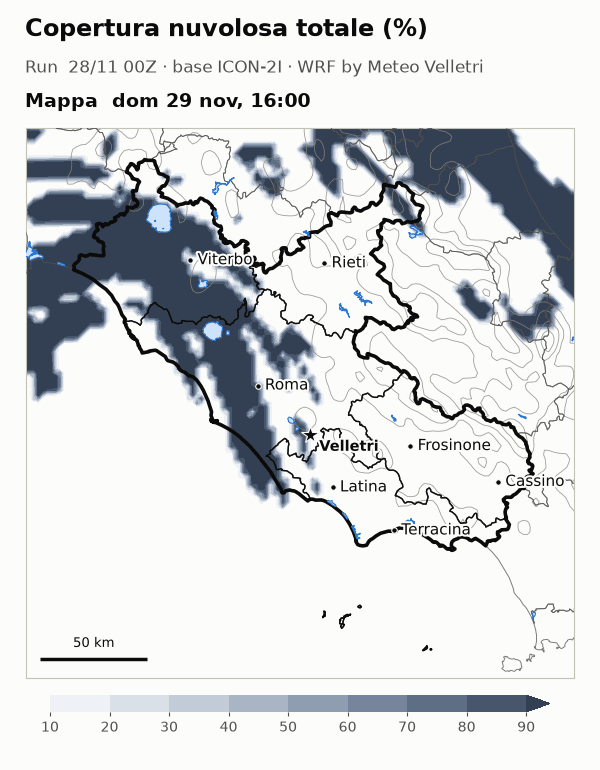 Copertura nuvolosa totale (%)
Run  28/11 00Z · base ICON-2I · WRF by Meteo Velletri
Mappa  dom 29 nov, 16:00
Viterbo
Rieti
Roma
Velletri
Frosinone
Cassino
Latina
Terracina
50 km
10 20 30 40 50 60 70 80 90